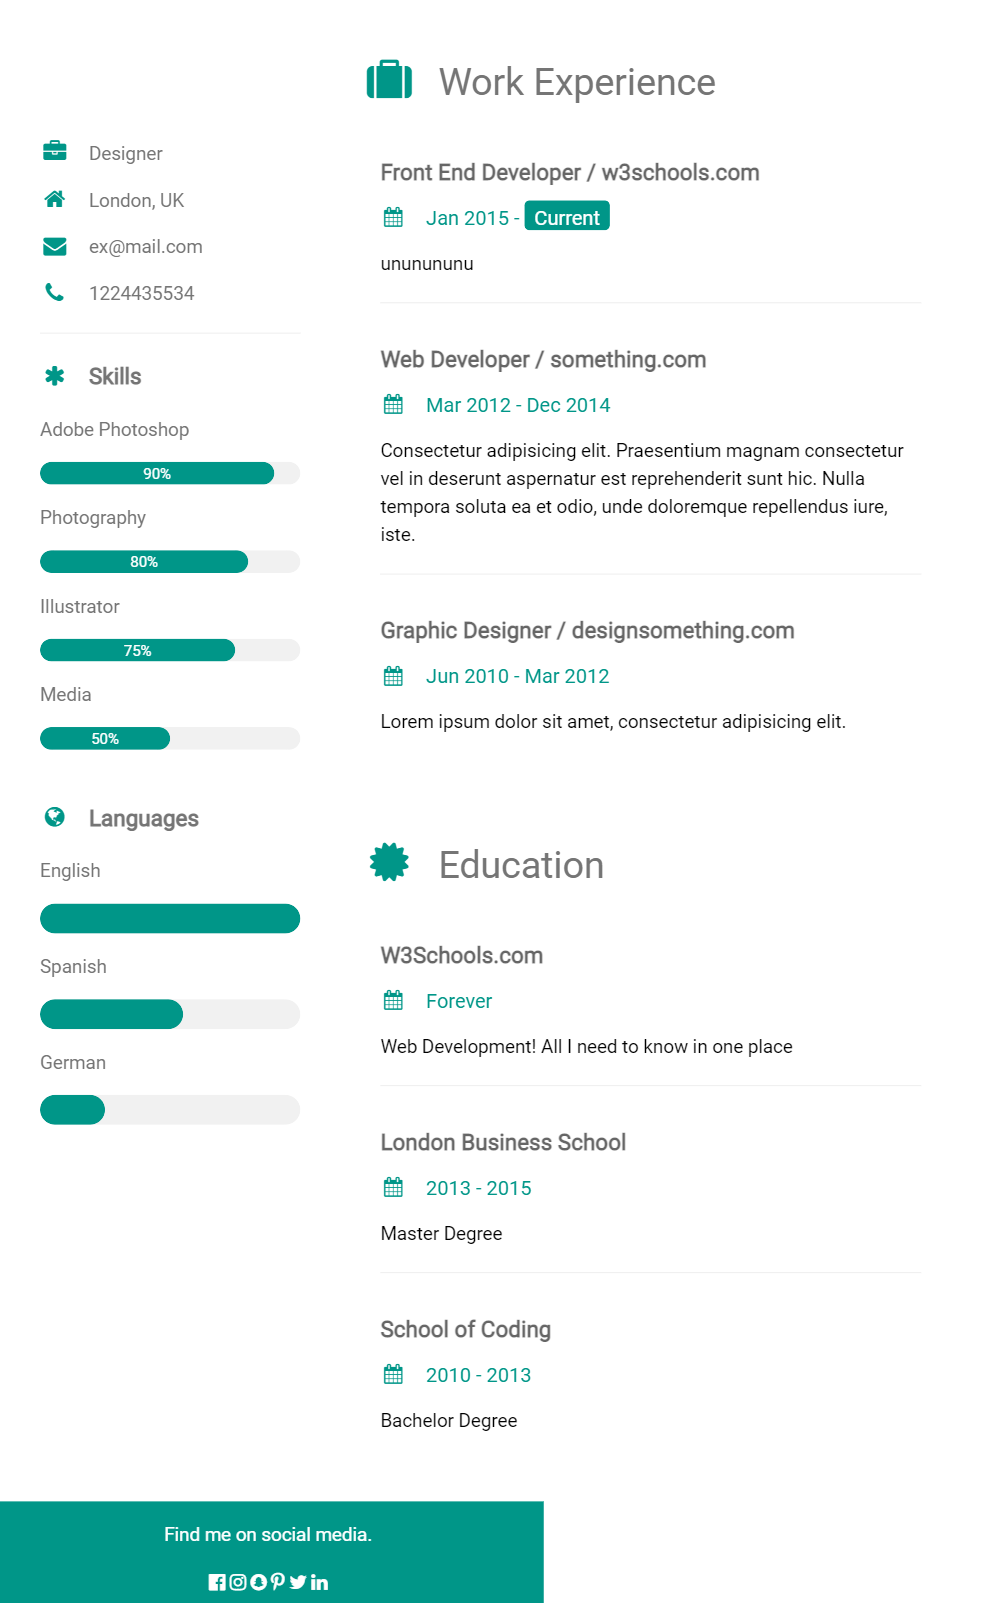 Designer
London, UK
ex@mail.com
1224435534
Skills
Adobe Photoshop
90%
Photography
80%
Illustrator
75%
Media
50%
Languages
English
Spanish
German
Work Experience
Front End Developer / w3schools.com
Jan 2015 - Current
unununununu
Web Developer / something.com
Mar 2012 - Dec 2014
Consectetur adipisicing elit. Praesentium magnam consectetur
vel in deserunt aspernatur est reprehenderit sunt hic. Nulla
tempora soluta ea et odio, unde doloremque repellendus iure,
iste.
Graphic Designer / designsomething.com
Jun 2010 - Mar 2012
Lorem ipsum dolor sit amet, consectetur adipisicing elit.
Education
W3Schools.com
Forever
Web Development! All I need to know in one place
London Business School
2013 - 2015
Master Degree
School of Coding
2010 - 2013
Bachelor Degree
Find me on social media.